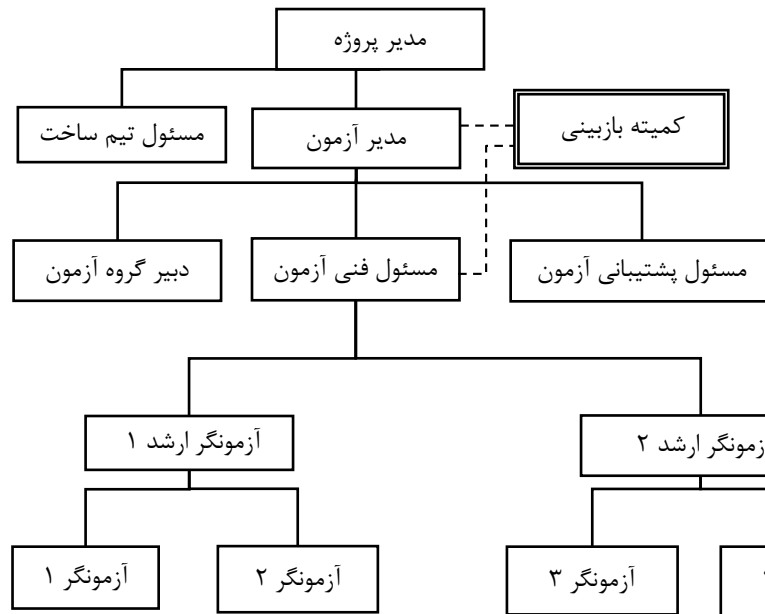 مدیر پروژه
کمیته بازبینی
مدیر آزمون
مسئول تیم ساخت
مسئول پشتیبانی آزمون
مسئول فنی آزمون
دبیر گروه آزمون
ارشد ۲
آزمونگر ارشد ۱
آزمونگر ۳
آزمونگر ۲
آزمونگر ۱